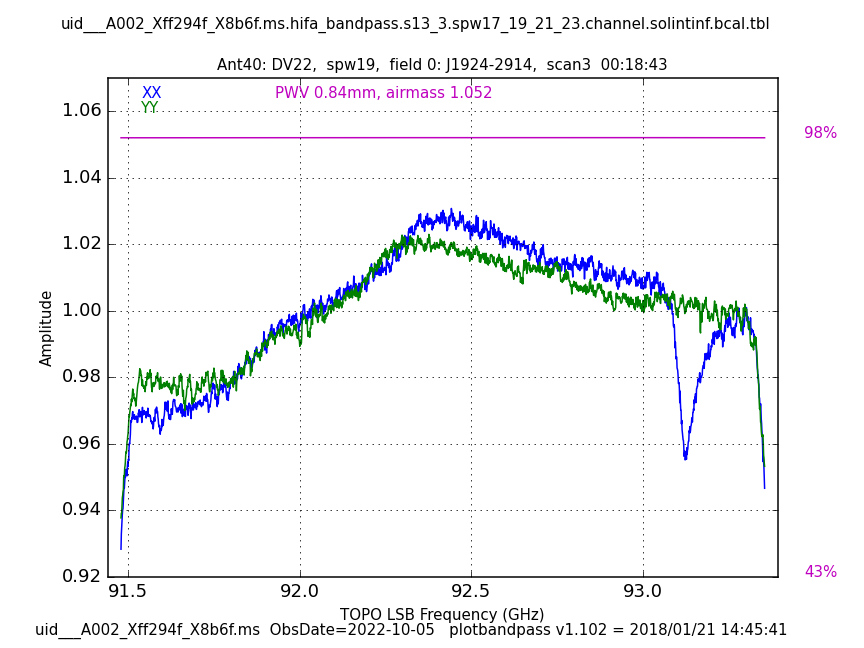 uid___A002_Xff294f_X8b6f.ms.hifa_bandpass.s13_3.spw17_19_21_23.channel.solintinf.bcal.tbl
Ant40: DV22,  spw19,  field 0: J1924-2914,  scan3  00:18:43
XX
YY
PWV 0.84mm, airmass 1.052
98%
43%
Amplitude
1.06
1.04
1.02
1.00
0.98
0.96
0.94
0.92
91.5 92.0 92.5 93.0
TOPO LSB Frequency (GHz)
uid___A002_Xff294f_X8b6f.ms  ObsDate=2022-10-05   plotbandpass v1.102 = 2018/01/21 14:45:41